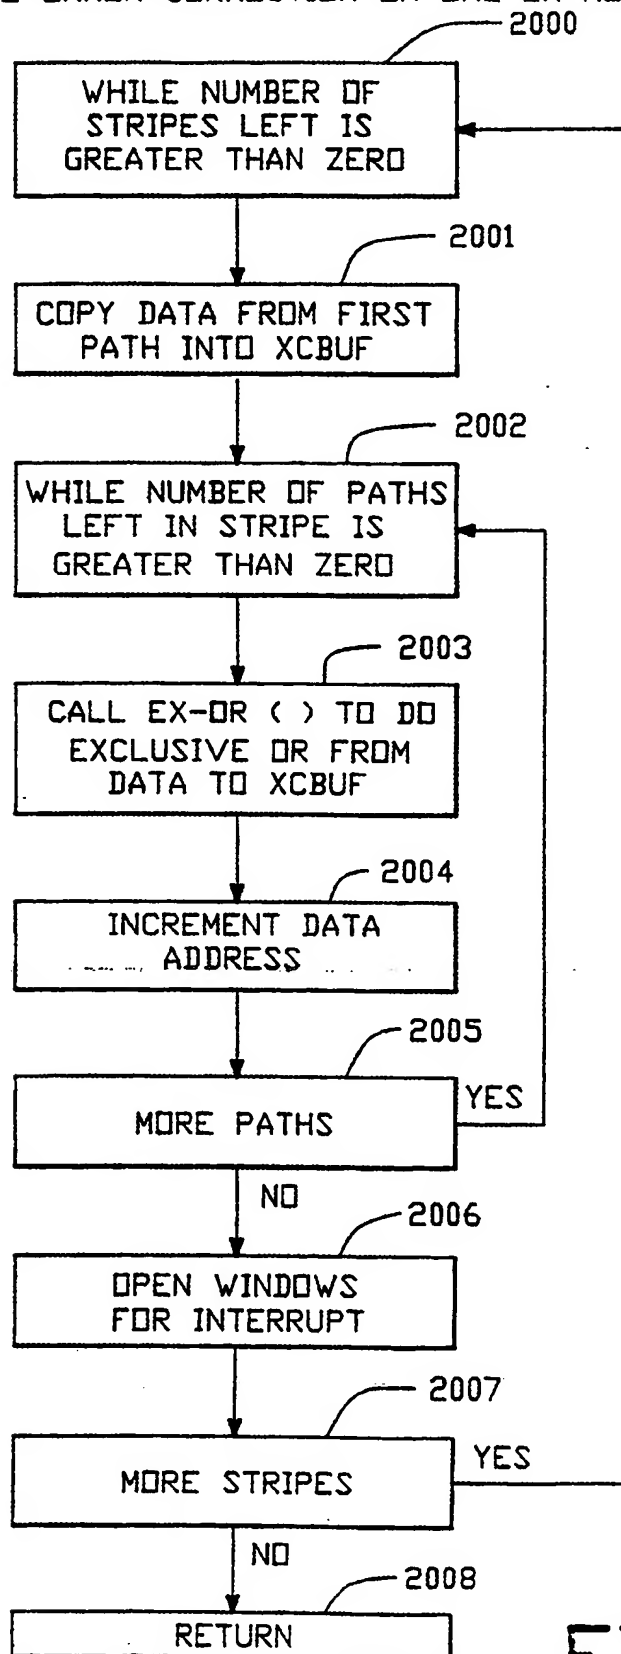 2000
WHILE NUMBER OF
STRIPES LEFT IS
GREATER THAN ZERO
2001
COPY DATA FROM FIRST
PATH INTO XCBUF
2002
WHILE NUMBER OF PATHS
LEFT IN STRIPE IS
GREATER THAN ZERO
2003
CALL EX-OR ( ) TO DO
EXCLUSIVE OR FROM
DATA TO XCBUF
2004
INCREMENT DATA
ADDRESS
2005
MORE PATHS
YES
NO
2006
OPEN WINDOWS
FOR INTERRUPT
2007
MORE STRIPES
YES
NO
2008
RETURN